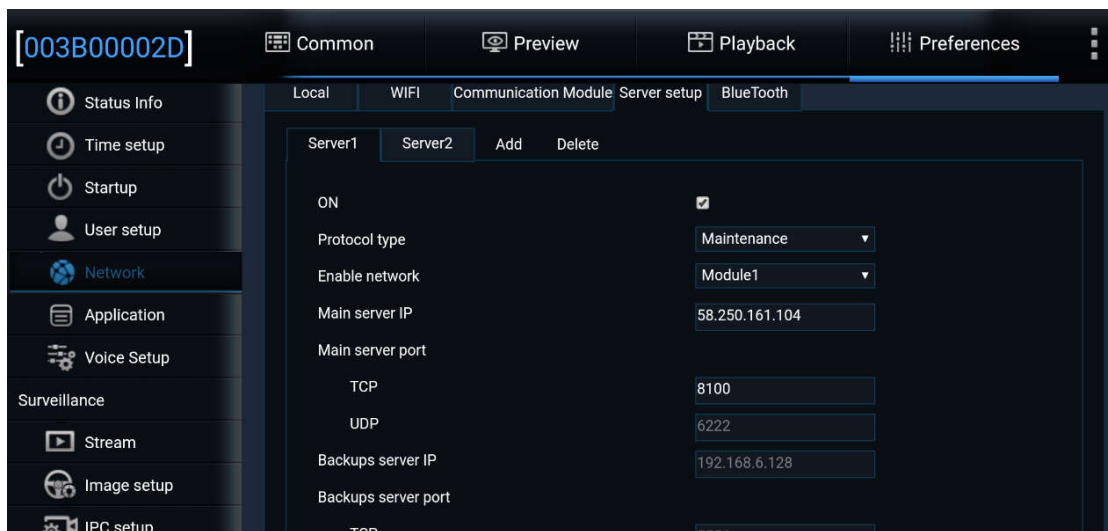 [003B00002D]
Common
Preview
Playback
Preferences
Status Info
Time setup
Startup
User setup
Network
Application
Voice Setup
Surveillance
Stream
Image setup
IPC setup
Local WIFI Communication Module Server setup BlueTooth
Server1 Server2 Add Delete
ON
Protocol type Maintenance
Enable network Module1
Main server IP 58.250.161.104
Main server port
TCP 8100
UDP 6222
Backups server IP 192.168.6.128
Backups server port
TCP